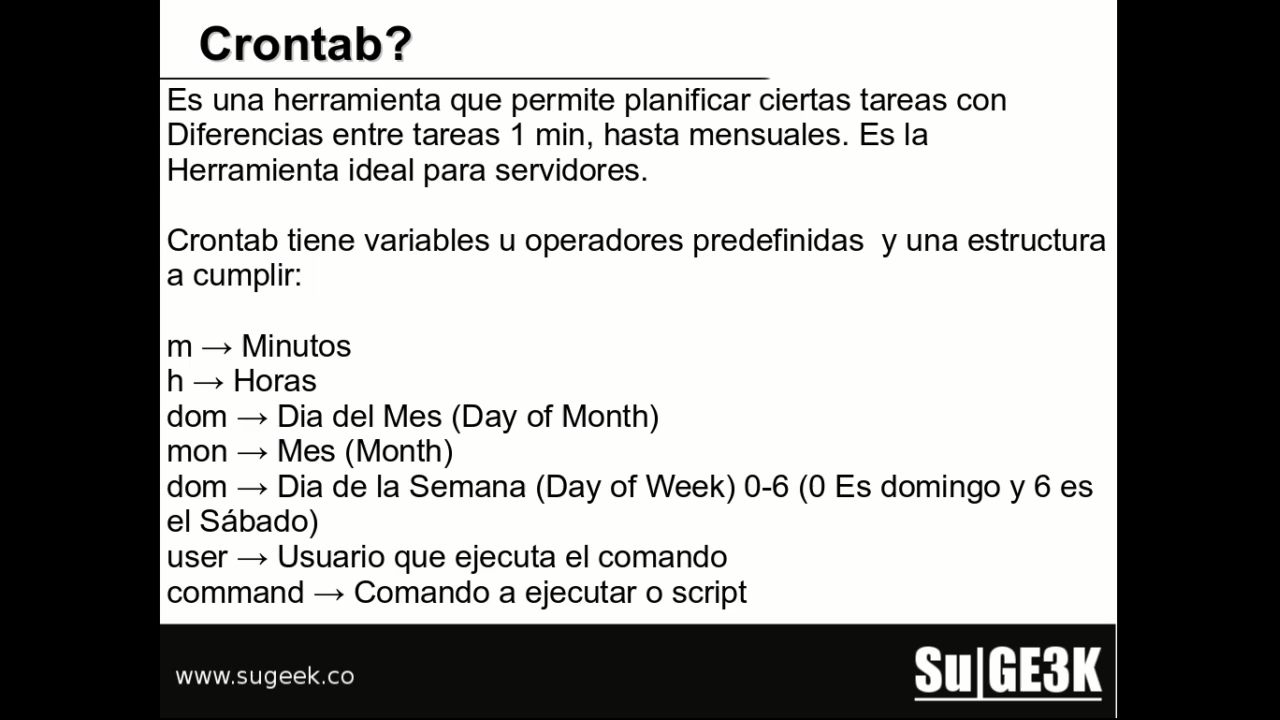 Crontab?
Es una herramienta que permite planificar ciertas tareas con
Diferencias entre tareas 1 min, hasta mensuales. Es la
Herramienta ideal para servidores.
Crontab tiene variables u operadores predefinidas y una estructura
a cumplir:
m → Minutos
h → Horas
dom → Dia del Mes (Day of Month)
mon → Mes (Month)
dom → Dia de la Semana (Day of Week) 0-6 (0 Es domingo y 6 es
el Sábado)
user → Usuario que ejecuta el comando
command → Comando a ejecutar o script
www.sugeek.co
Su|GE3K